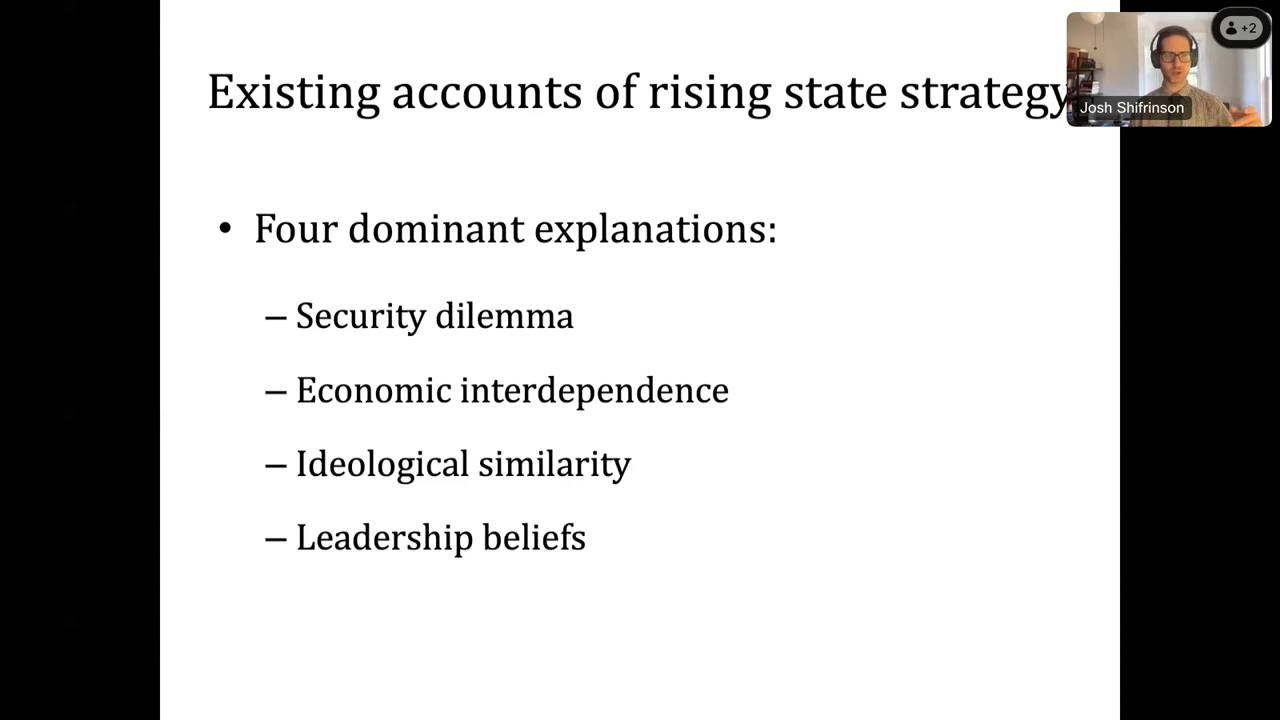 Existing accounts of rising state strategy
+2
Josh Shifrinson
• Four dominant explanations:
– Security dilemma
– Economic interdependence
– Ideological similarity
– Leadership beliefs